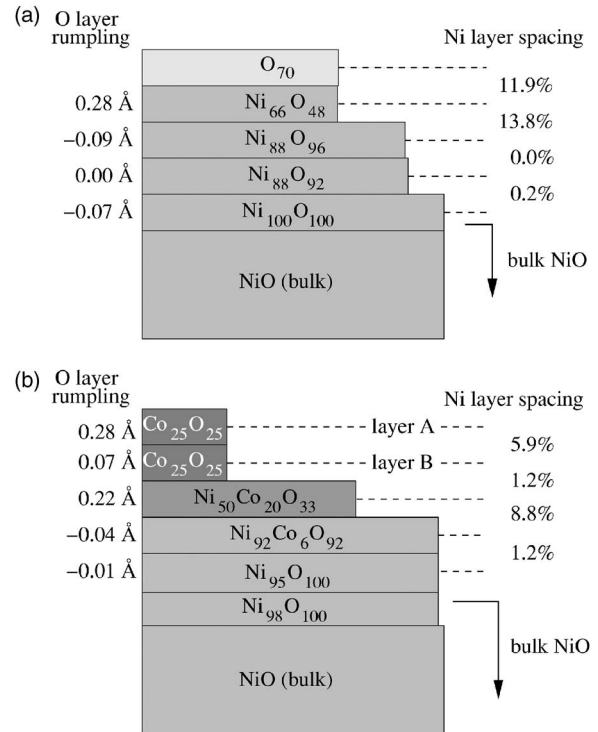 (a)
O layer
rumpling
Ni layer spacing
O₇₀
11.9%
0.28 Å
Ni₆₆O₄₈
13.8%
−0.09 Å
Ni₈₈O₉₆
0.0%
0.00 Å
Ni₈₈O₉₂
0.2%
−0.07 Å
Ni₁₀₀O₁₀₀
bulk NiO
NiO (bulk)
(b)
O layer
rumpling
Ni layer spacing
0.28 Å
Co₂₅O₂₅
layer A
5.9%
0.07 Å
Co₂₅O₂₅
layer B
1.2%
0.22 Å
Ni₅₀Co₂₀O₃₃
8.8%
−0.04 Å
Ni₉₂Co₆O₉₂
1.2%
−0.01 Å
Ni₉₅O₁₀₀
Ni₉₈O₁₀₀
bulk NiO
NiO (bulk)